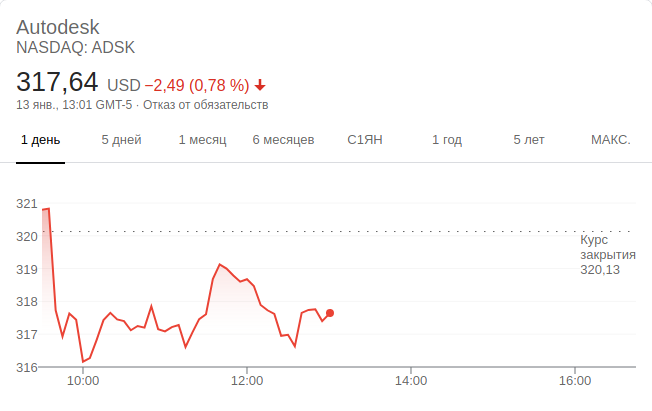 Autodesk
NASDAQ: ADSK
317,64 USD −2,49 (0,78 %)
13 янв., 13:01 GMT-5 · Отказ от обязательств
1 день 5 дней 1 месяц 6 месяцев С1ЯН 1 год 5 лет МАКС.
321
320
Курс
закрытия
320,13
319
318
317
316
10:00 12:00 14:00 16:00